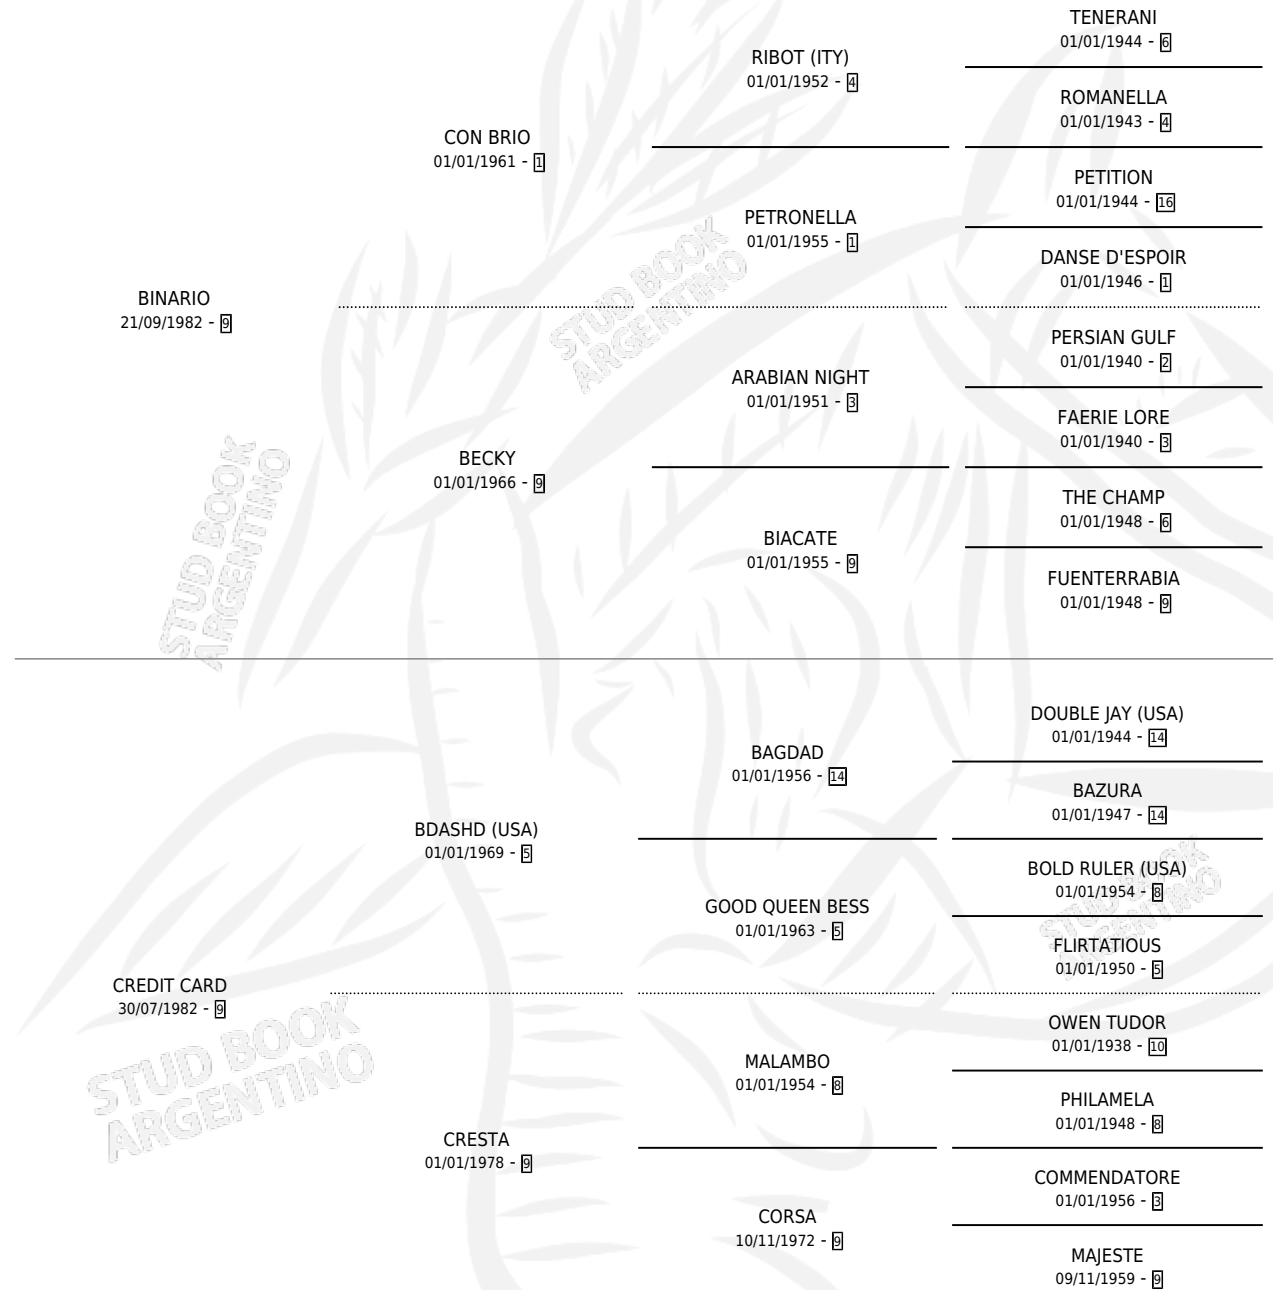 TENERANI
01/01/1944 - 6
RIBOT (ITY)
01/01/1952 - 4
ROMANELLA
01/01/1943 - 4
CON BRIO
01/01/1961 - 1
PETITION
01/01/1944 - 16
PETRONELLA
01/01/1955 - 1
DANSE D'ESPOIR
01/01/1946 - 1
BINARIO
21/09/1982 - 9
PERSIAN GULF
01/01/1940 - 2
ARABIAN NIGHT
01/01/1951 - 3
FAERIE LORE
01/01/1940 - 3
BECKY
01/01/1966 - 9
THE CHAMP
01/01/1948 - 6
BIACATE
01/01/1955 - 9
FUENTERRABIA
01/01/1948 - 9
DOUBLE JAY (USA)
01/01/1944 - 14
BAGDAD
01/01/1956 - 14
BAZURA
01/01/1947 - 14
BDASHD (USA)
01/01/1969 - 5
BOLD RULER (USA)
01/01/1954 - 8
GOOD QUEEN BESS
01/01/1963 - 5
FLIRTATIOUS
01/01/1950 - 5
CREDIT CARD
30/07/1982 - 9
OWEN TUDOR
01/01/1938 - 10
MALAMBO
01/01/1954 - 8
PHILAMELA
01/01/1948 - 8
CRESTA
01/01/1978 - 9
COMMENDATORE
01/01/1956 - 3
CORSA
10/11/1972 - 9
MAJESTE
09/11/1959 - 9
STUD BOOK
ARGENTINO
STUD BOOK
ARGENTINO
STUD BOOK
ARGENTINO
STUD BOOK
ARGENTINO